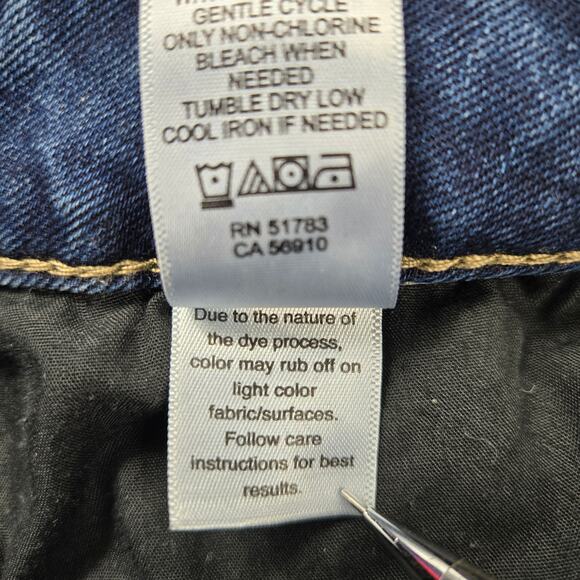 GENTLE CYCLE
ONLY NON-CHLORINE
BLEACH WHEN
NEEDED
TUMBLE DRY LOW
COOL IRON IF NEEDED
RN 51783
CA 56910
Due to the nature of
the dye process,
color may rub off on
light color
fabric/surfaces.
Follow care
instructions for best
results.